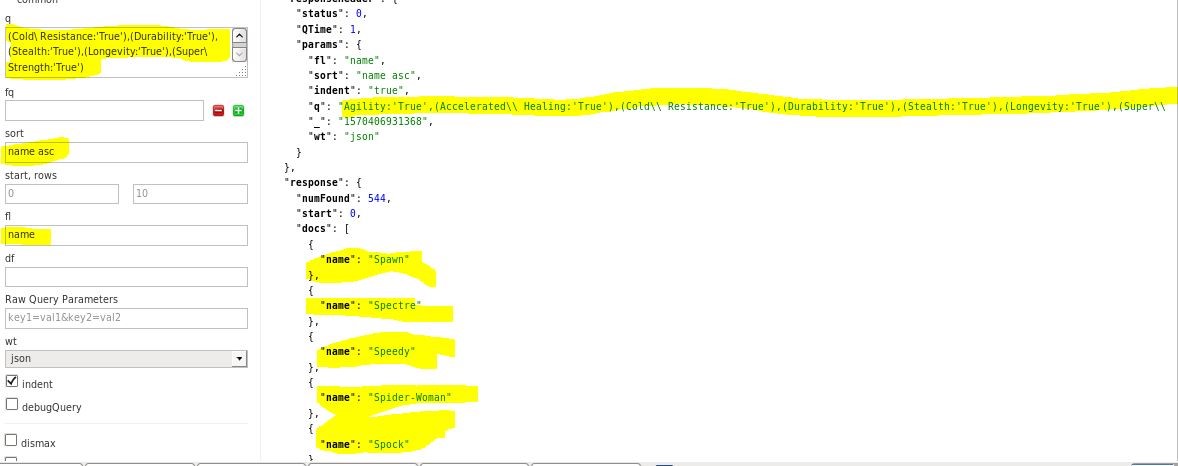 common
q
(Cold\ Resistance:'True'),(Durability:'True'),
(Stealth:'True'),(Longevity:'True'),(Super\
Strength:'True')
fq
sort
name asc
start, rows
0
10
fl
name
df
Raw Query Parameters
key1=val1&key2=val2
wt
json
indent
debugQuery
dismax
"responseHeader": {
"status": 0,
"QTime": 1,
"params": {
"fl": "name",
"sort": "name asc",
"indent": "true",
"q": "Agility:'True',(Accelerated\\ Healing:'True'),(Cold\\ Resistance:'True'),(Durability:'True'),(Stealth:'True'),(Longevity:'True'),(Super\\
"_": "1570406931368",
"wt": "json"
}
},
"response": {
"numFound": 544,
"start": 0,
"docs": [
{
"name": "Spawn"
},
{
"name": "Spectre"
},
{
"name": "Speedy"
},
{
"name": "Spider-Woman"
},
{
"name": "Spock"
}